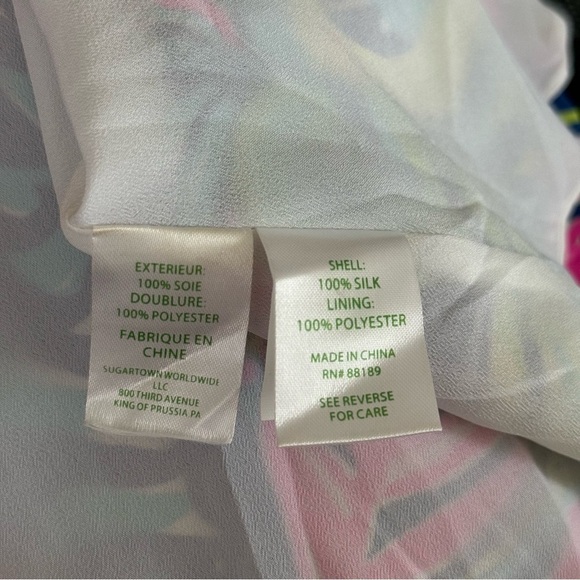 EXTERIEUR:
100% SOIE
DOUBLURE:
100% POLYESTER
FABRIQUE EN
CHINE
SUGARTOWN WORLDWIDE
LLC
800 THIRD AVENUE
KING OF PRUSSIA.PA
SHELL:
100% SILK
LINING:
100% POLYESTER
MADE IN CHINA
RN# 88189
SEE REVERSE
FOR CARE